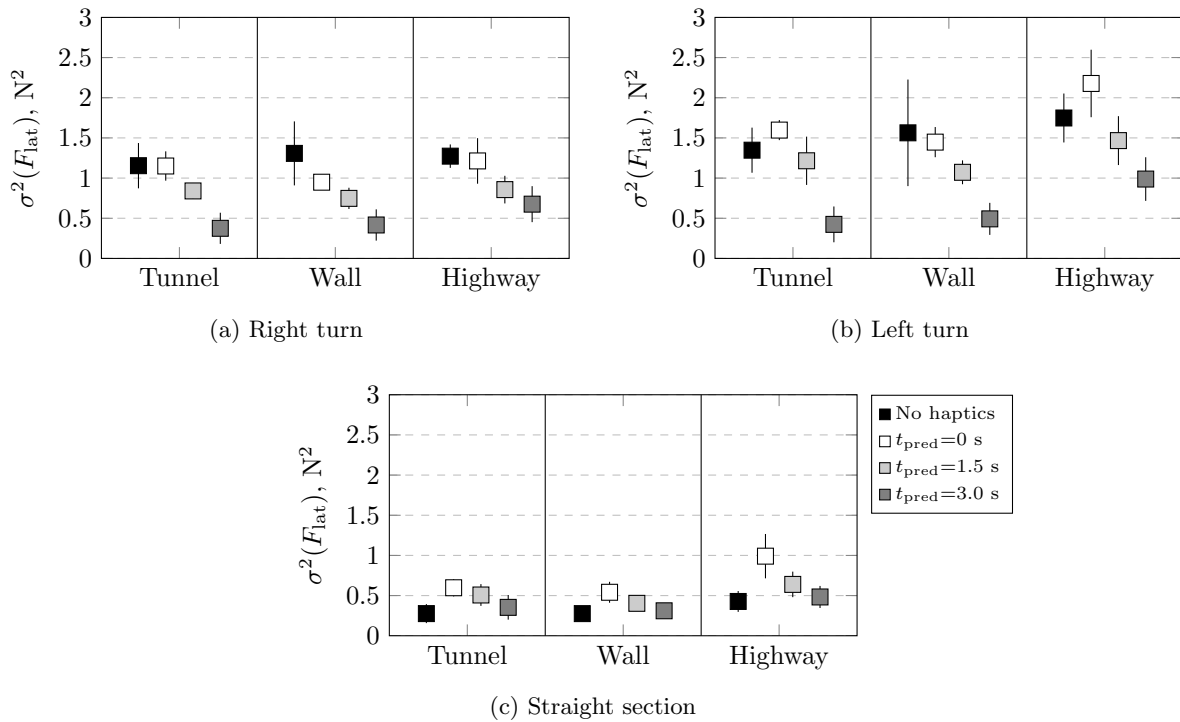 3
2.5
2
1.5
1
0.5
0
σ²(F_lat), N²
Tunnel
Wall
Highway
(a) Right turn
3
2.5
2
1.5
1
0.5
0
σ²(F_lat), N²
Tunnel
Wall
Highway
(b) Left turn
3
2.5
2
1.5
1
0.5
0
σ²(F_lat), N²
Tunnel
Wall
Highway
No haptics
t_pred=0 s
t_pred=1.5 s
t_pred=3.0 s
(c) Straight section